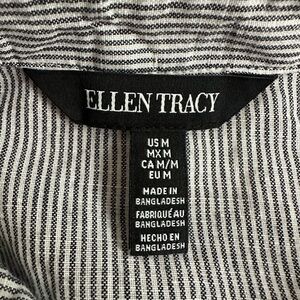 ELLEN TRACY
US M
MX M
CA M/M
EU M
MADE IN
BANGLADESH
FABRIQUÉ AU
BANGLADESH
HECHO EN
BANGLADESH